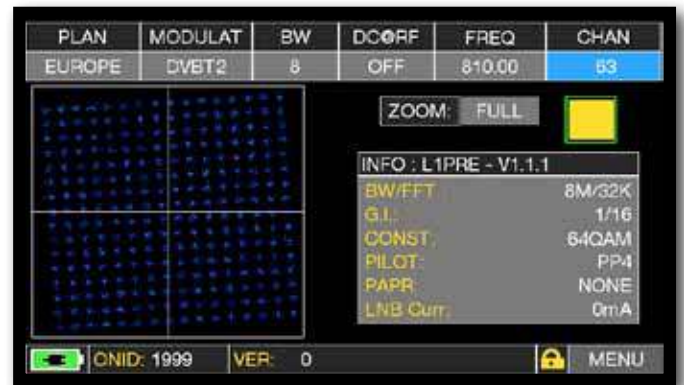 PLAN MODULAT BW DC@RF FREQ CHAN
EUROPE DVBT2 8 OFF 810.00 63
ZOOM: FULL
INFO : L1PRE - V1.1.1
BW/FFT 8M/32K
G.I.: 1/16
CONST: 64QAM
PILOT: PP4
PAPR NONE
LNB Curr: 0mA
ONID: 1999 VER: 0 MENU